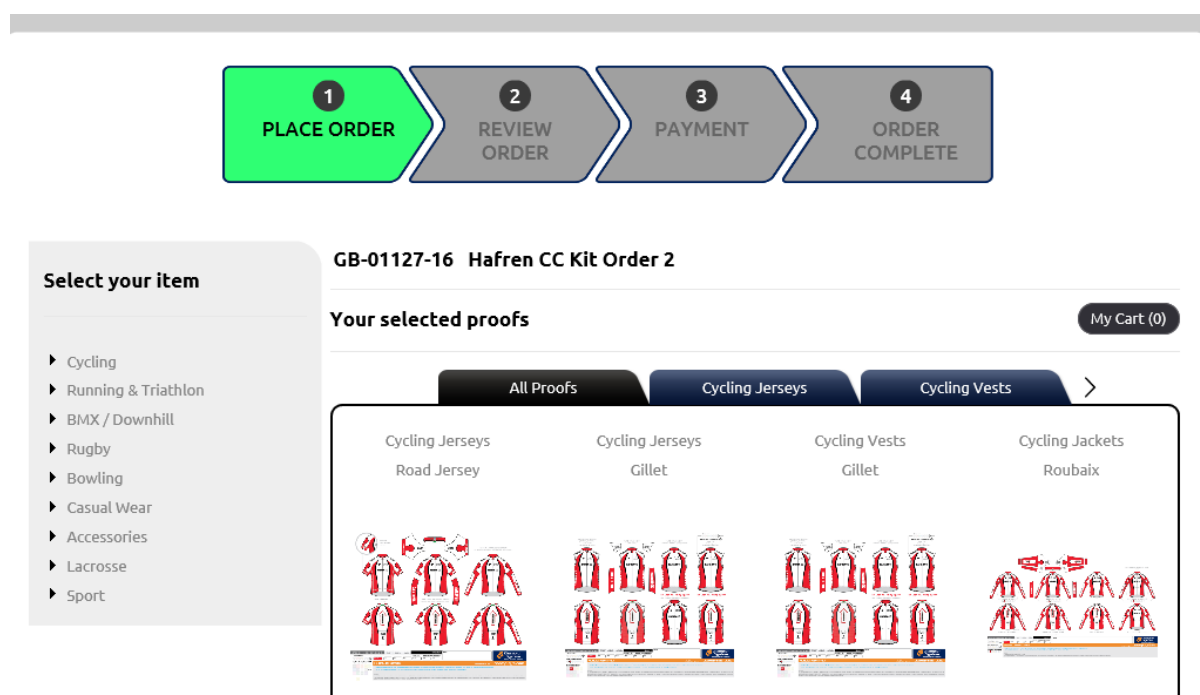 1
PLACE ORDER
2
REVIEW
ORDER
3
PAYMENT
4
ORDER
COMPLETE
Select your item
Cycling
Running & Triathlon
BMX / Downhill
Rugby
Bowling
Casual Wear
Accessories
Lacrosse
Sport
GB-01127-16 Hafren CC Kit Order 2
Your selected proofs
My Cart (0)
All Proofs
Cycling Jerseys
Cycling Vests
Cycling Jerseys
Road Jersey
Cycling Jerseys
Gillet
Cycling Vests
Gillet
Cycling Jackets
Roubaix